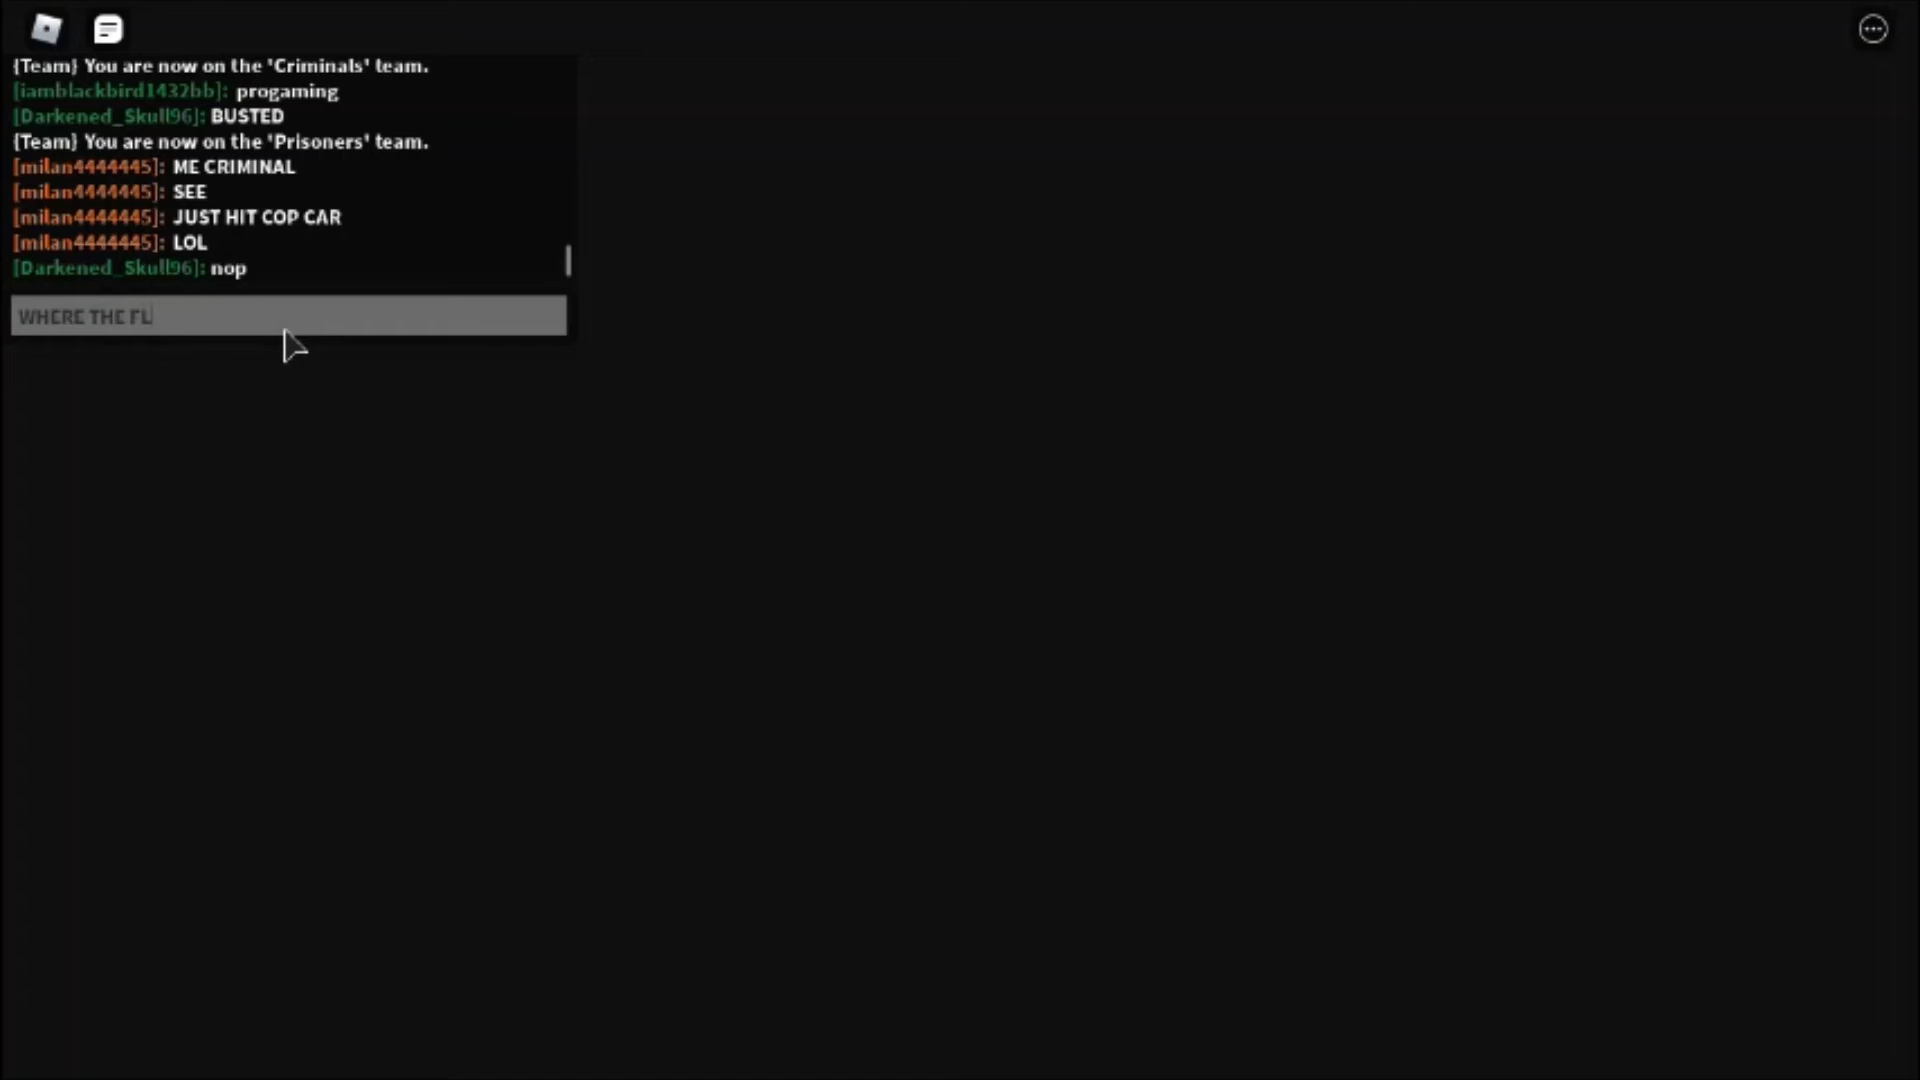 {Team} You are now on the 'Criminals' team.
[iamblackbird1432bb]: progaming
[Darkened_Skull96]: BUSTED
{Team} You are now on the 'Prisoners' team.
[milan4444445]: ME CRIMINAL
[milan4444445]: SEE
[milan4444445]: JUST HIT COP CAR
[milan4444445]: LOL
[Darkened_Skull96]: nop
WHERE THE FL